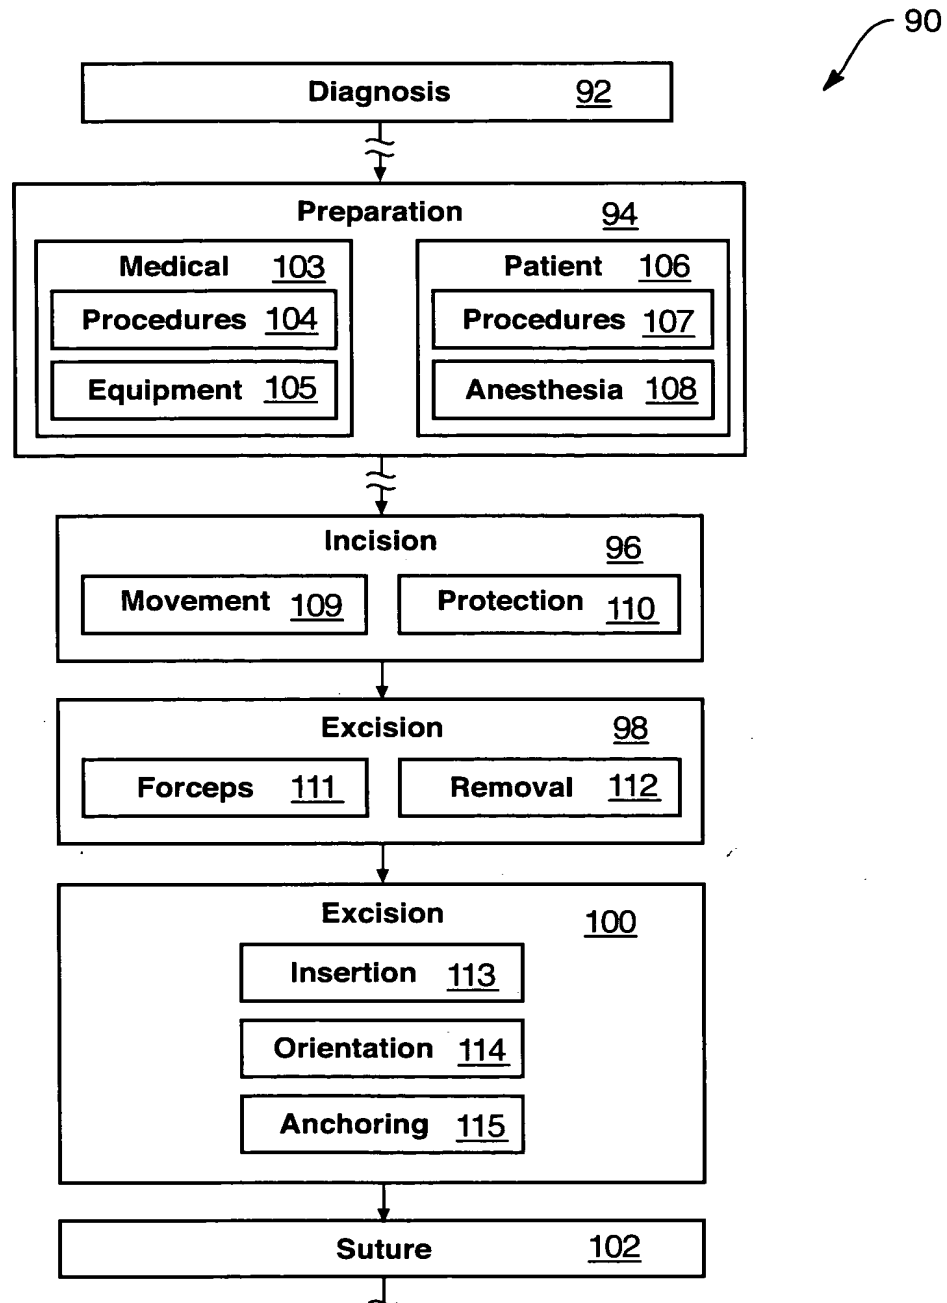 90
Diagnosis 92
Preparation 94
Medical 103
Procedures 104
Equipment 105
Patient 106
Procedures 107
Anesthesia 108
Incision 96
Movement 109
Protection 110
Excision 98
Forceps 111
Removal 112
Excision 100
Insertion 113
Orientation 114
Anchoring 115
Suture 102